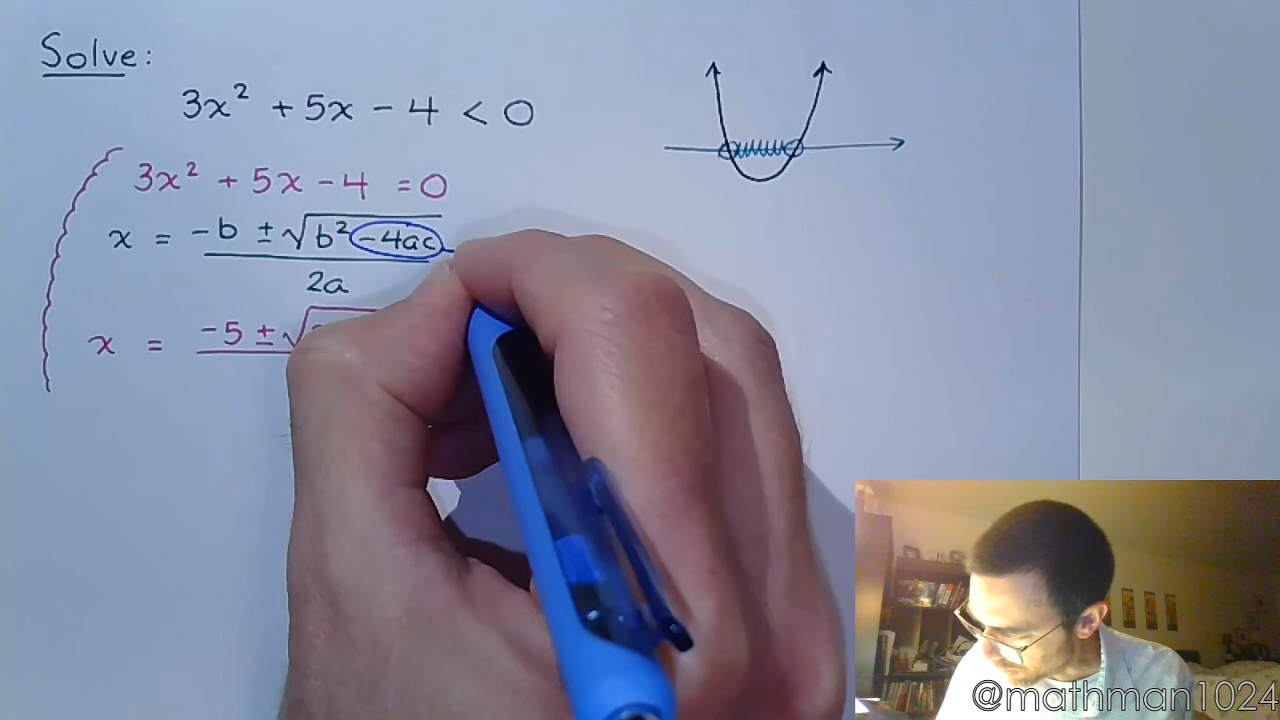 Solve:
3x² + 5x - 4 < 0
3x² + 5x - 4 = 0
x = -b ± √b² - 4ac
2a
x = -5 ± √
@mathman1024